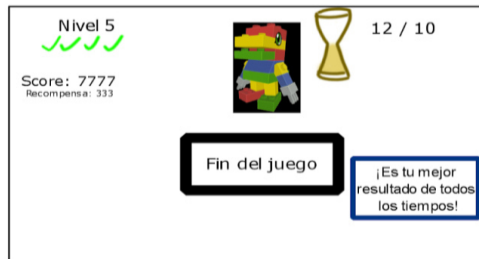 Nivel 5
12 / 10
Score: 7777
Recompensa: 333
Fin del juego
¡Es tu mejor
resultado de todos
los tiempos!